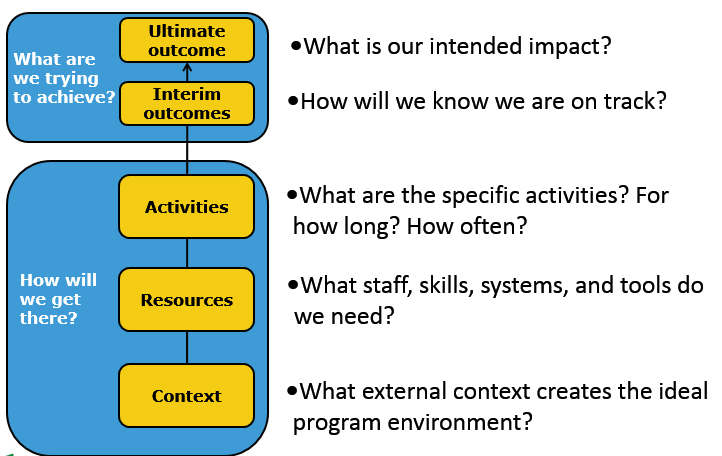 What are
we trying
to achieve?
Ultimate
outcome
•What is our intended impact?
Interim
outcomes
•How will we know we are on track?
How will
we get
there?
Activities
•What are the specific activities? For
how long? How often?
Resources
•What staff, skills, systems, and tools do
we need?
Context
•What external context creates the ideal
program environment?